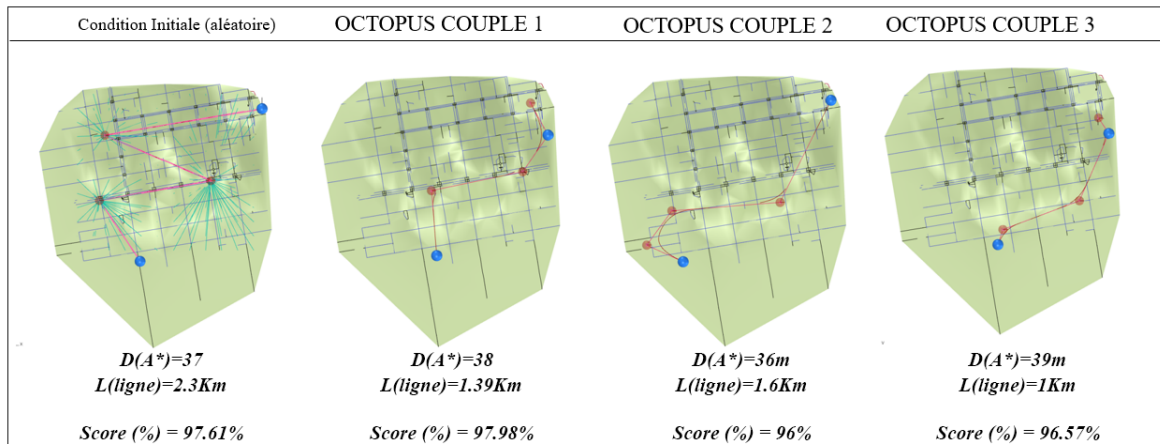 Condition Initiale (aléatoire)
OCTOPUS COUPLE 1
OCTOPUS COUPLE 2
OCTOPUS COUPLE 3
D(A*)=37
L(ligne)=2.3Km
Score (%) = 97.61%
D(A*)=38
L(ligne)=1.39Km
Score (%) = 97.98%
D(A*)=36m
L(ligne)=1.6Km
Score (%) = 96%
D(A*)=39m
L(ligne)=1Km
Score (%) = 96.57%